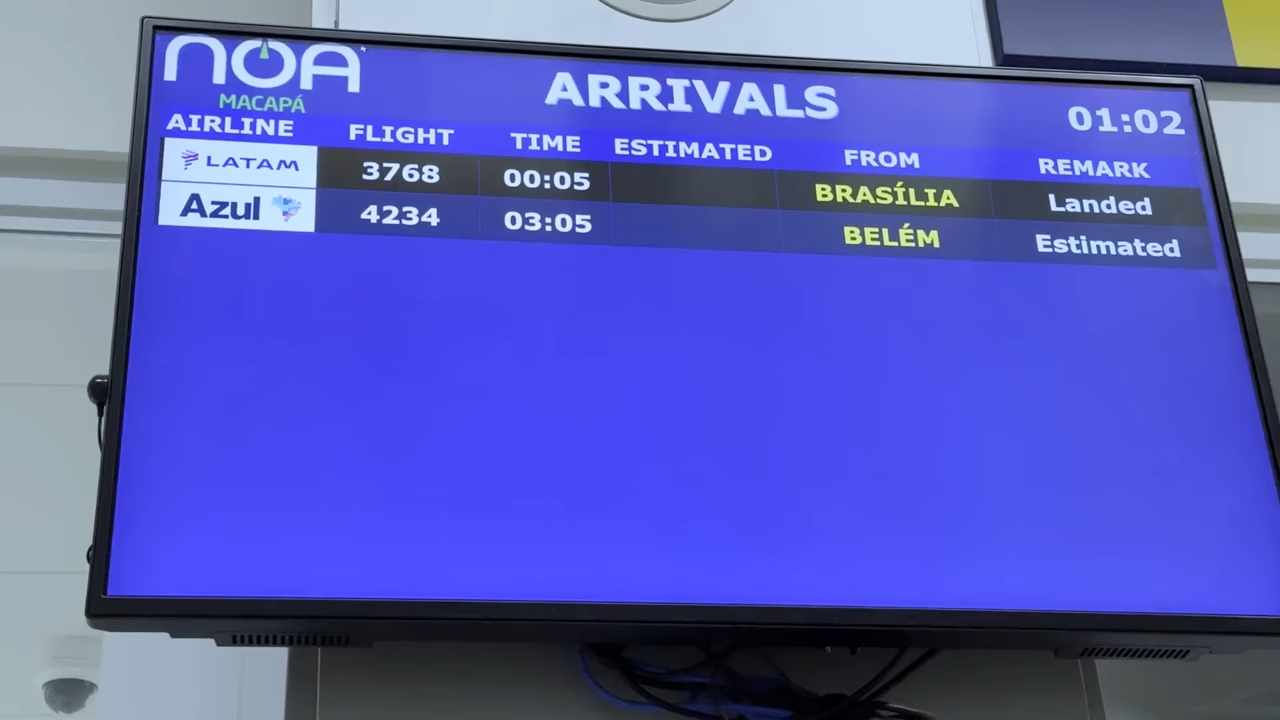 NOA
MACAPÁ
ARRIVALS
01:02
AIRLINE FLIGHT TIME ESTIMATED FROM REMARK
LATAM 3768 00:05 BRASÍLIA Landed
Azul 4234 03:05 BELÉM Estimated